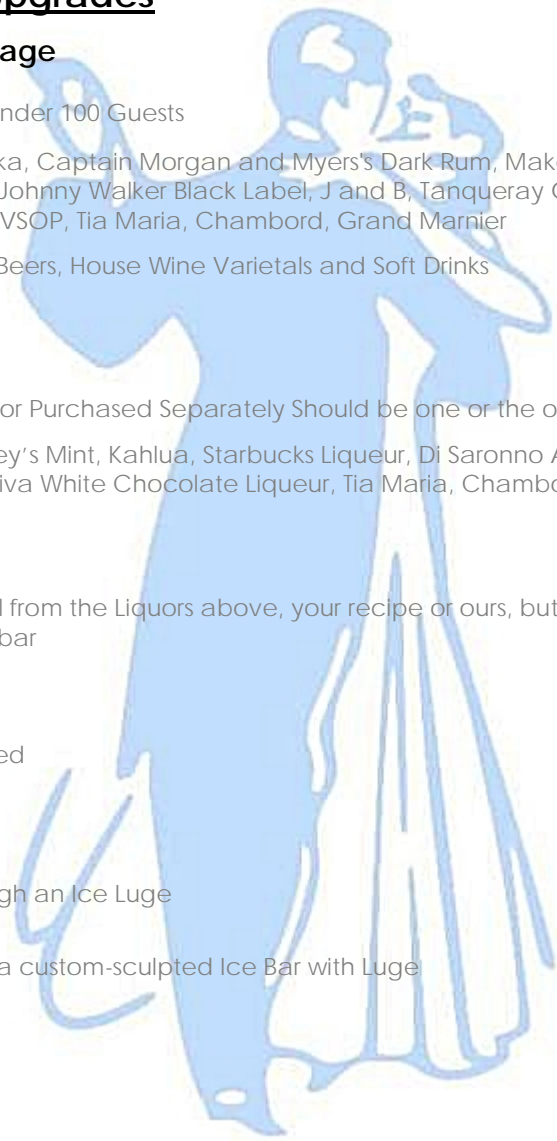 pgrades
age
nder 100 Guests
ka, Captain Morgan and Myers's Dark Rum, Make
Johnny Walker Black Label, J and B, Tanqueray
VSOP, Tia Maria, Chambord, Grand Marnier
Beers, House Wine Varietals and Soft Drinks
or Purchased Separately Should be one or the o
ey's Mint, Kahlua, Starbucks Liqueur, Di Saronno A
iva White Chocolate Liqueur, Tia Maria, Chambo
from the Liquors above, your recipe or ours, but
bar
ed
gh an Ice Luge
a custom-sculpted Ice Bar with Luge